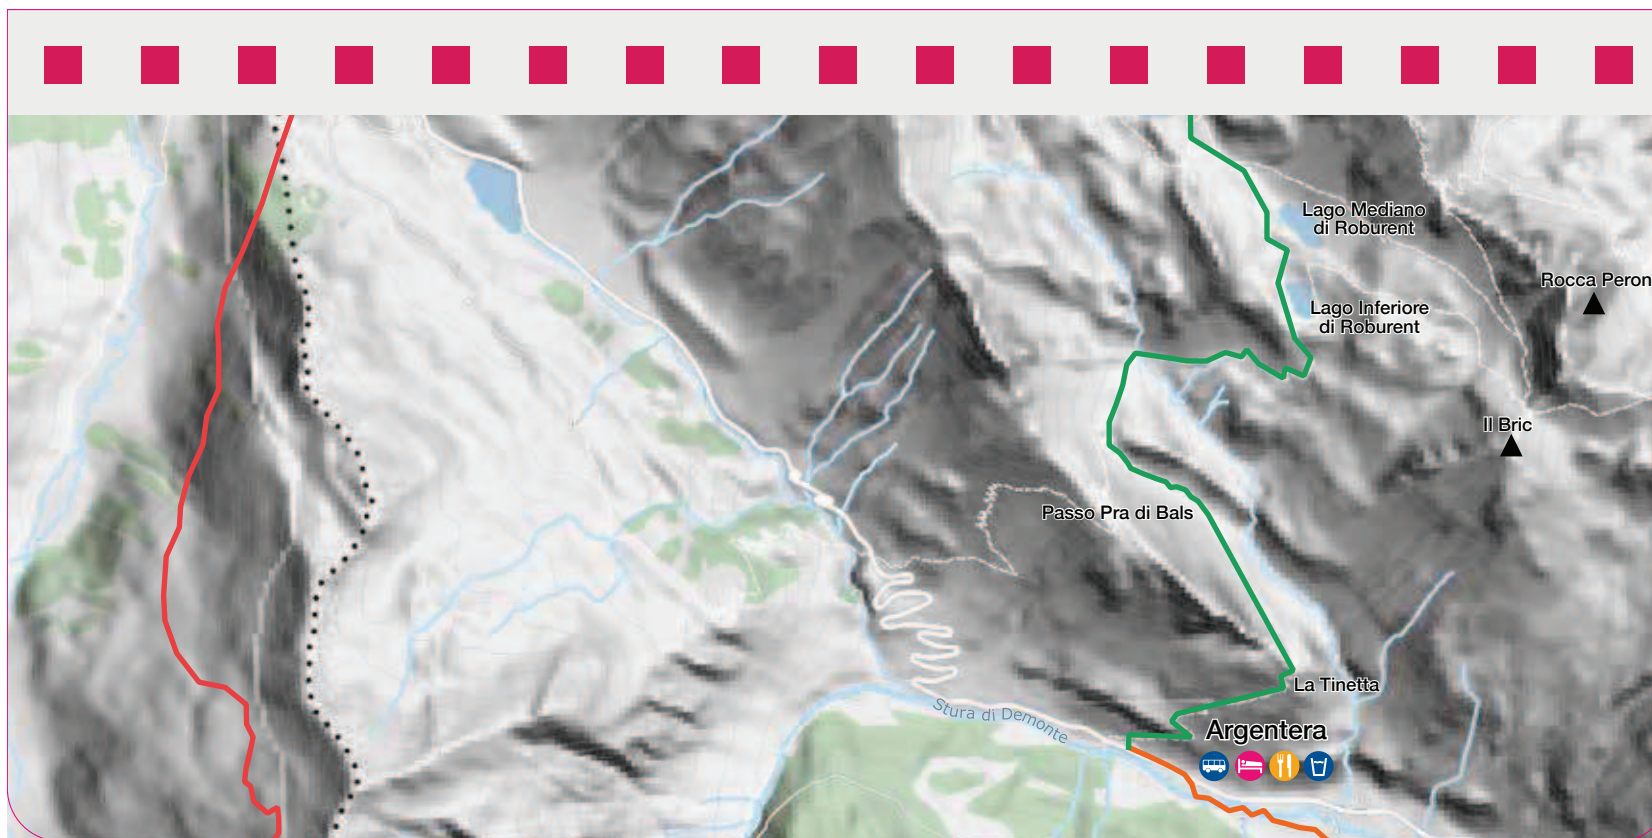 Lago Mediano
di Roburent
Rocca Peron
Lago Inferiore
di Roburent
Il Bric
Passo Pra di Bals
La Tinetta
Stura di Demonte
Argentera